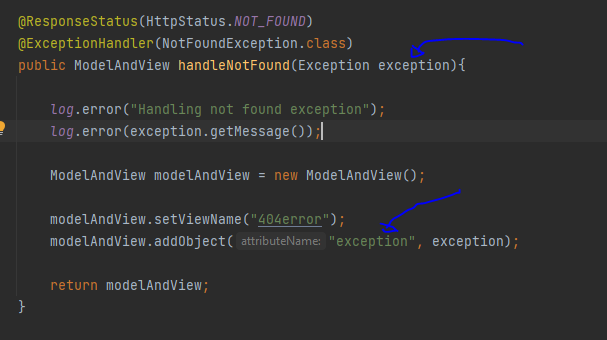 @ResponseStatus(HttpStatus.NOT_FOUND)
@ExceptionHandler(NotFoundException.class)
public ModelAndView handleNotFound(Exception exception){
log.error("Handling not found exception");
log.error(exception.getMessage());
ModelAndView modelAndView = new ModelAndView();
modelAndView.setViewName("404error");
modelAndView.addObject( attributeName: "exception", exception);
return modelAndView;
}